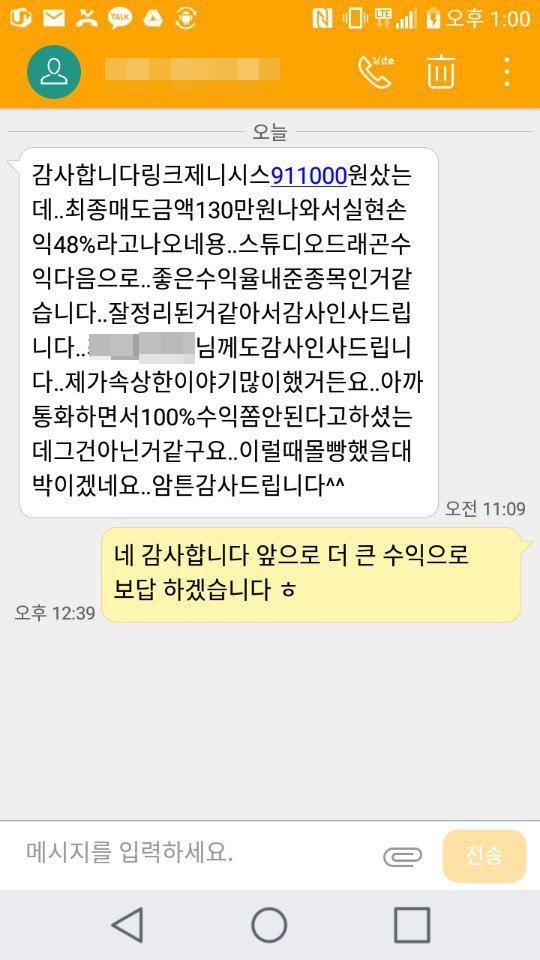 TALK
LTE
오후 1:00
오늘
감사합니다링크제니시스911000원샀는
데..최종매도금액130만원나와서실현손
익48%라고나오네용..스튜디오드래곤수
익다음으로..좋은수익율내준종목인거같
습니다..잘정리된거같아서감사인사드립
니다..
님께도감사인사드립니
다..제가속상한이야기많이했거든요..아까
통화하면서100%수익쫌안된다고하셨는
데그건아닌거같구요..이럴때몰빵했음대
박이겠네요..암튼감사드립니다^^
오전 11:09
네 감사합니다 앞으로 더 큰 수익으로
보답 하겠습니다 ㅎ
오후 12:39
메시지를 입력하세요.
전송